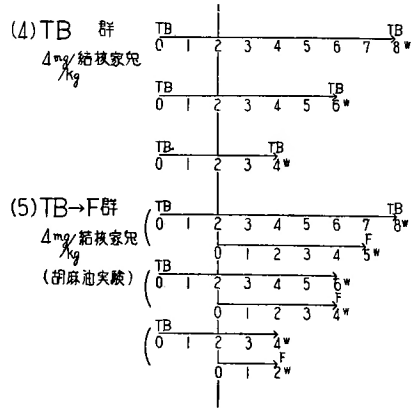 (4) TB 群
4mg/kg 結核家兎
TB TB
0 1 2 3 4 5 6 7 8w
TB TB
0 1 2 3 4 5 6w
TB TB
0 1 2 3 4w
(5) TB→F群
4mg/kg 結核家兎
(胡麻油実験)
TB TB
0 1 2 3 4 5 6 7 8w
F
0 1 2 3 4 5w
TB
0 1 2 3 4 5 6w
F
0 1 2 3 4w
TB
0 1 2 3 4w
F
0 1 2w